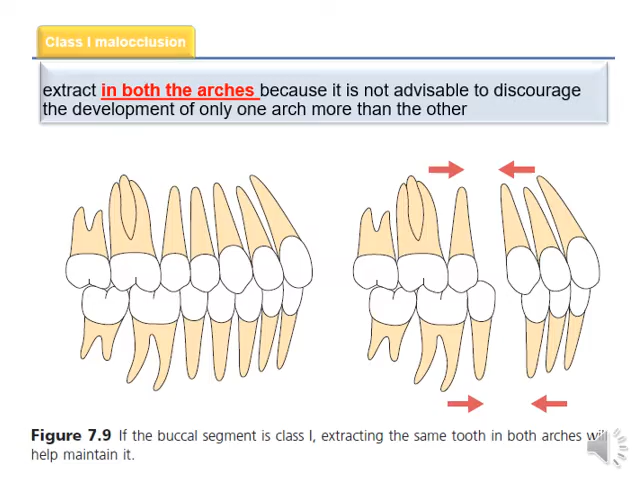 Class I malocclusion
extract in both the arches because it is not advisable to discourage
the development of only one arch more than the other
Figure 7.9 If the buccal segment is class I, extracting the same tooth in both arches will
help maintain it.